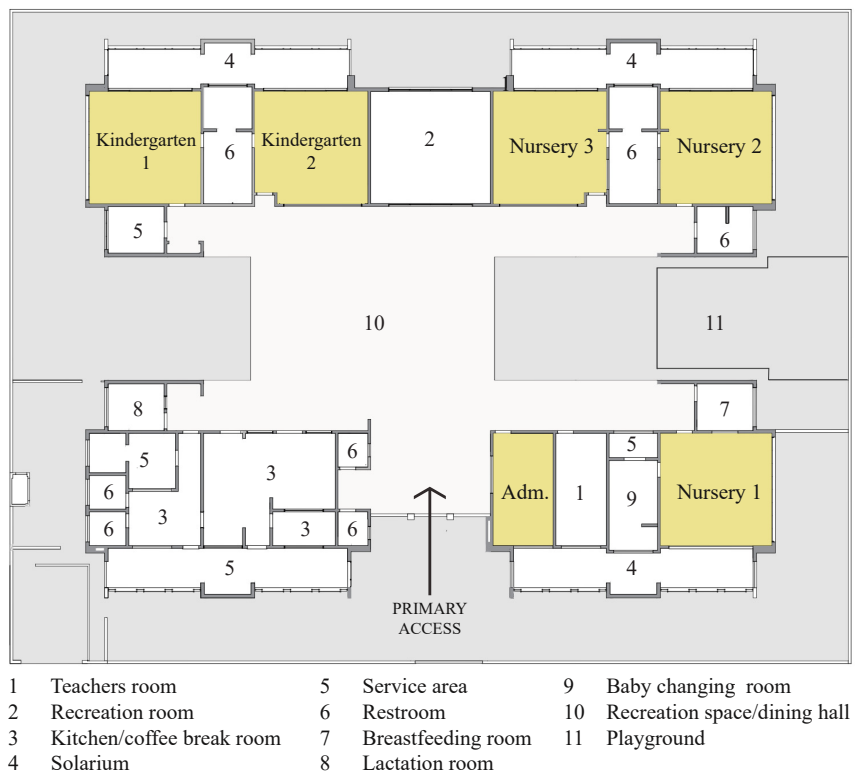 4
4
Kindergarten
1
6
Kindergarten
2
2
Nursery 3
6
Nursery 2
5
6
10
11
8
7
5
6
3
6
3
3
6
6
5
Adm.
1
5
9
Nursery 1
4
PRIMARY
ACCESS
1 Teachers room
2 Recreation room
3 Kitchen/coffee break room
4 Solarium
5 Service area
6 Restroom
7 Breastfeeding room
8 Lactation room
9 Baby changing room
10 Recreation space/dining hall
11 Playground